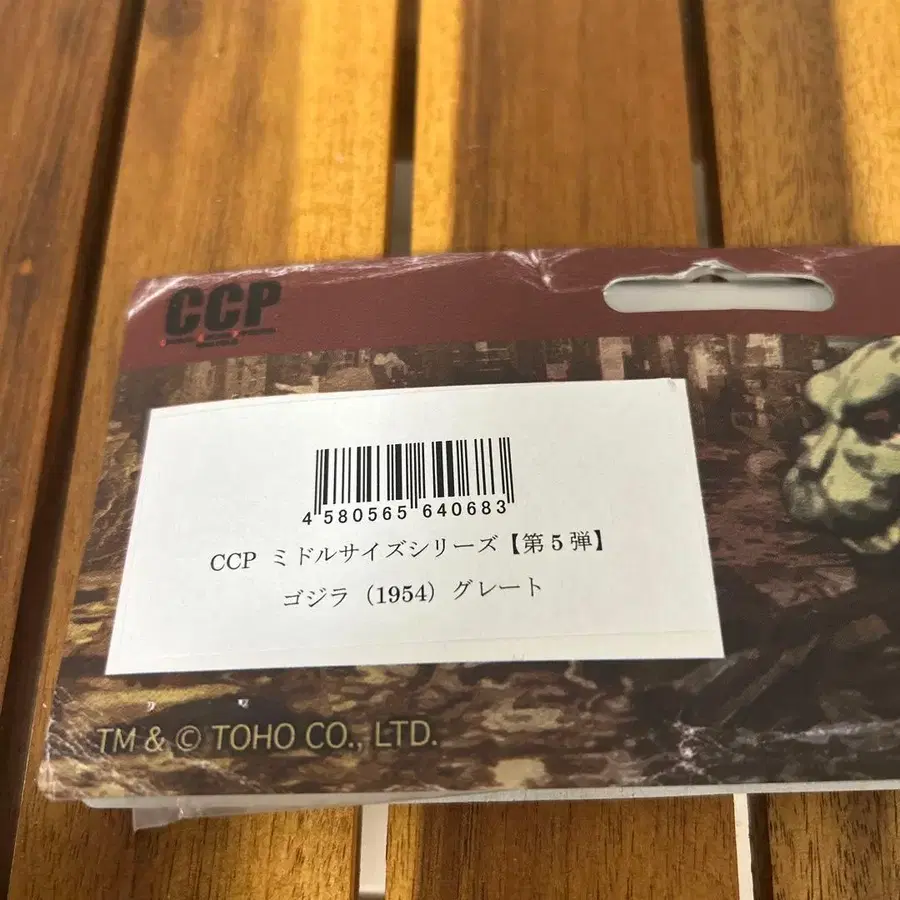 CCP
4 580565 640683
CCP ミドルサイズシリーズ【第5弾】
ゴジラ（1954）グレート
TM & © TOHO CO., LTD.